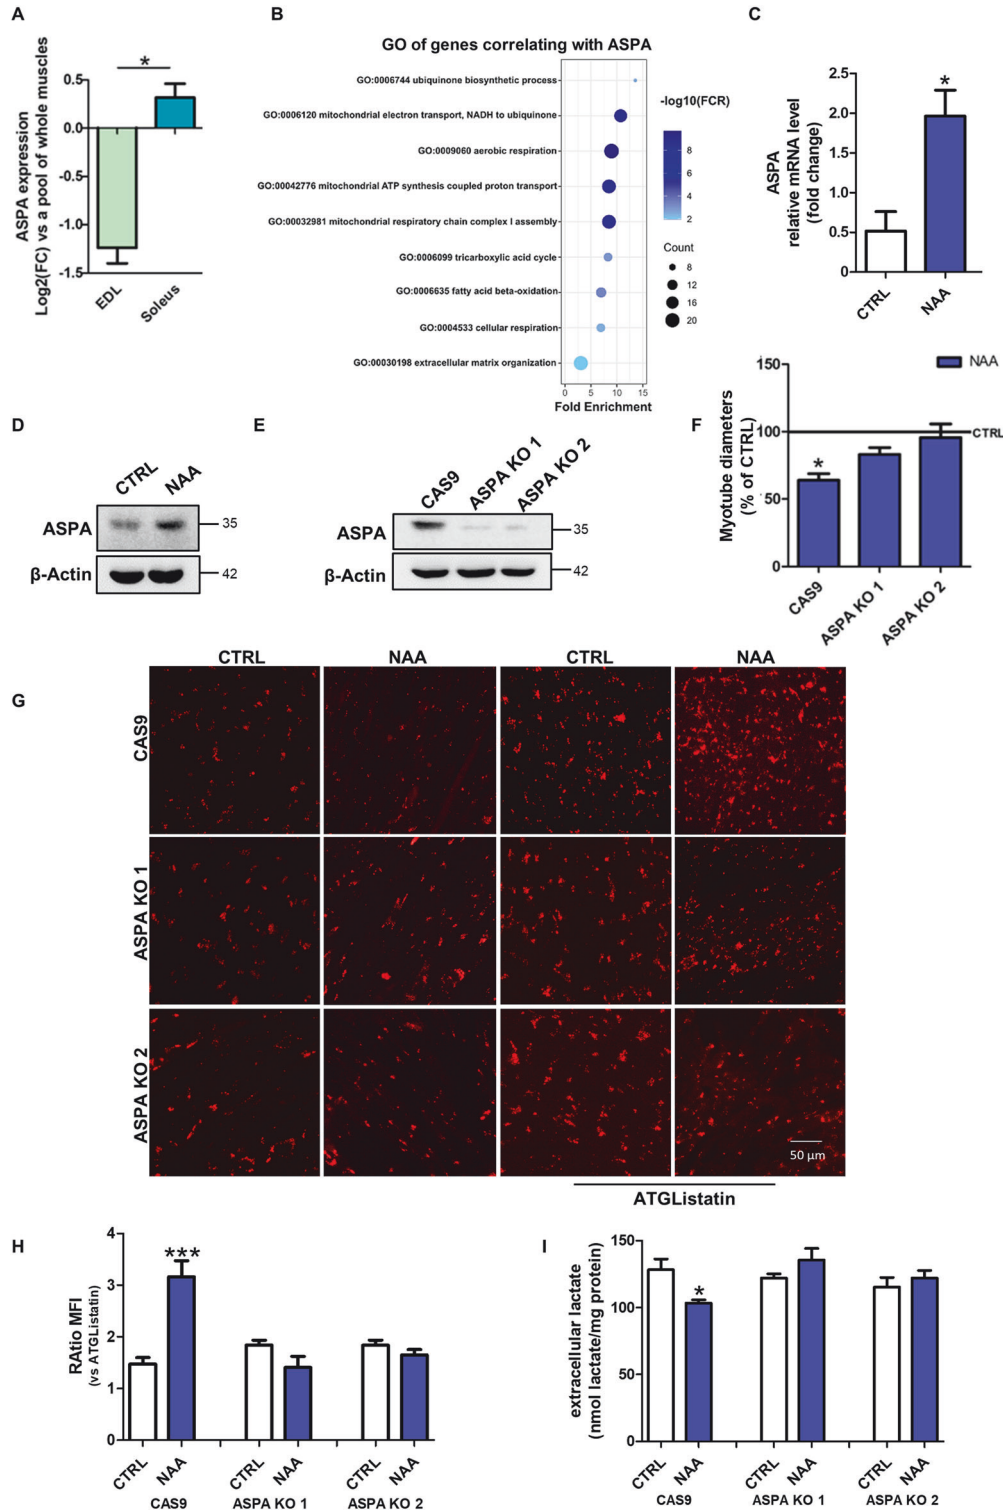 A
ASPA expression
Log2(FC) vs a pool of whole muscles
*
0.5
0.0
-0.5
-1.0
-1.5
EDL
Soleus
B
GO of genes correlating with ASPA
GO:0006744 ubiquinone biosynthetic process
GO:0006120 mitochondrial electron transport, NADH to ubiquinone
GO:0009060 aerobic respiration
GO:00042776 mitochondrial ATP synthesis coupled proton transport
GO:00032981 mitochondrial respiratory chain complex I assembly
GO:0006099 tricarboxylic acid cycle
GO:0006635 fatty acid beta-oxidation
GO:0004533 cellular respiration
GO:00030198 extracellular matrix organization
0 5 10 15
Fold Enrichment
-log10(FCR)
8
6
4
2
Count
8
12
16
20
C
ASPA
relative mRNA level
(fold change)
2.5
2.0
1.5
1.0
0.5
0
*
CTRL
NAA
D
CTRL NAA
ASPA 35
β-Actin 42
E
CAS9 ASPA KO 1 ASPA KO 2
ASPA 35
β-Actin 42
F
Myotube diameters
(% of CTRL)
150
100
50
0
NAA
CTRL
*
CAS9
ASPA KO 1
ASPA KO 2
G
CTRL NAA CTRL NAA
CAS9
ASPA KO 1
ASPA KO 2
50 µm
ATGListatin
H
RAtio MFI
(vs ATGListatin)
4
3
2
1
0
***
CTRL NAA CTRL NAA CTRL NAA
CAS9 ASPA KO 1 ASPA KO 2
I
extracellular lactate
(nmol lactate/mg protein)
150
100
50
0
*
CTRL NAA CTRL NAA CTRL NAA
CAS9 ASPA KO 1 ASPA KO 2